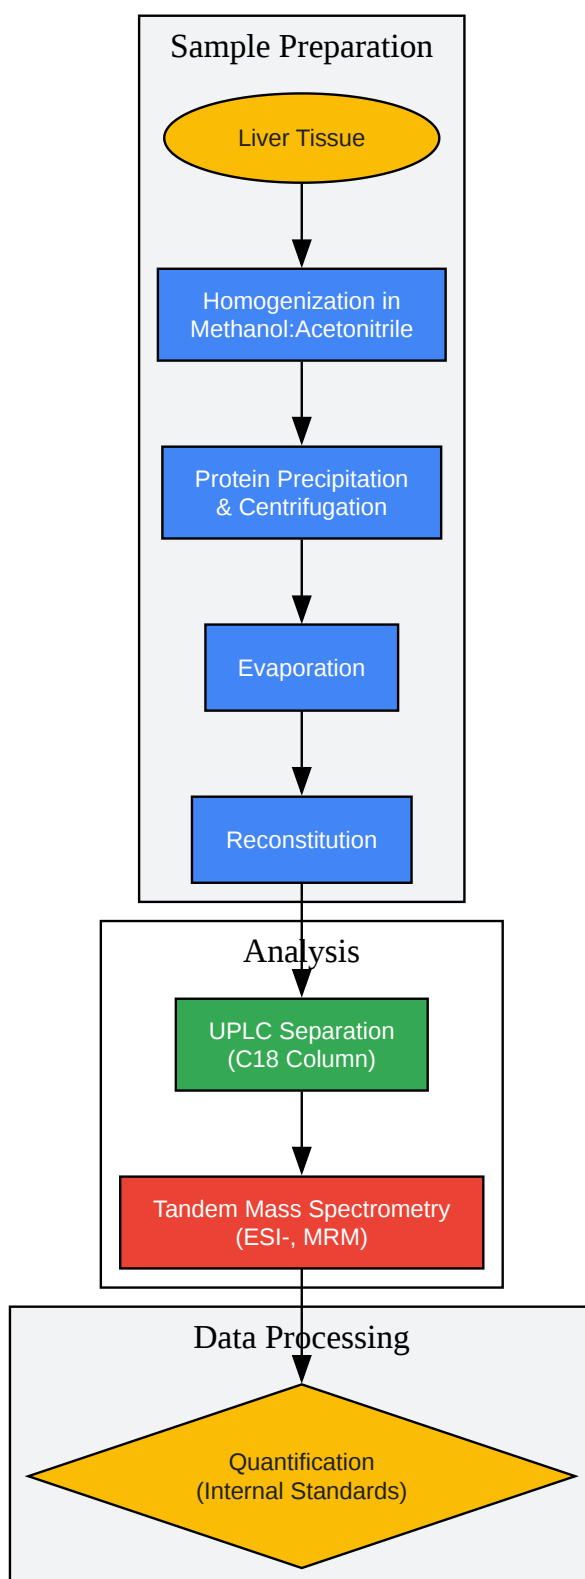 Sample Preparation
Liver Tissue
Homogenization in
Methanol:Acetonitrile
Protein Precipitation
& Centrifugation
Evaporation
Reconstitution
Analysis
UPLC Separation
(C18 Column)
Tandem Mass Spectrometry
(ESI-, MRM)
Data Processing
Quantification
(Internal Standards)